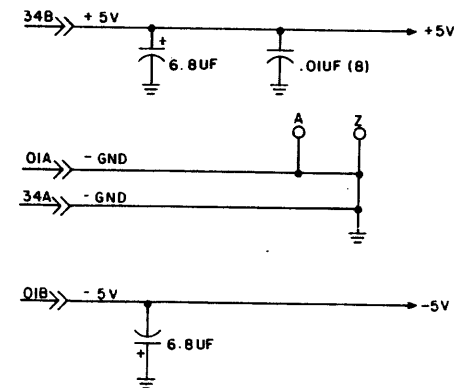 34B + 5V +5V
+
6.8UF .01UF (8)
A Z
01A - GND
34A - GND
01B - 5V -5V
+ 6.8UF